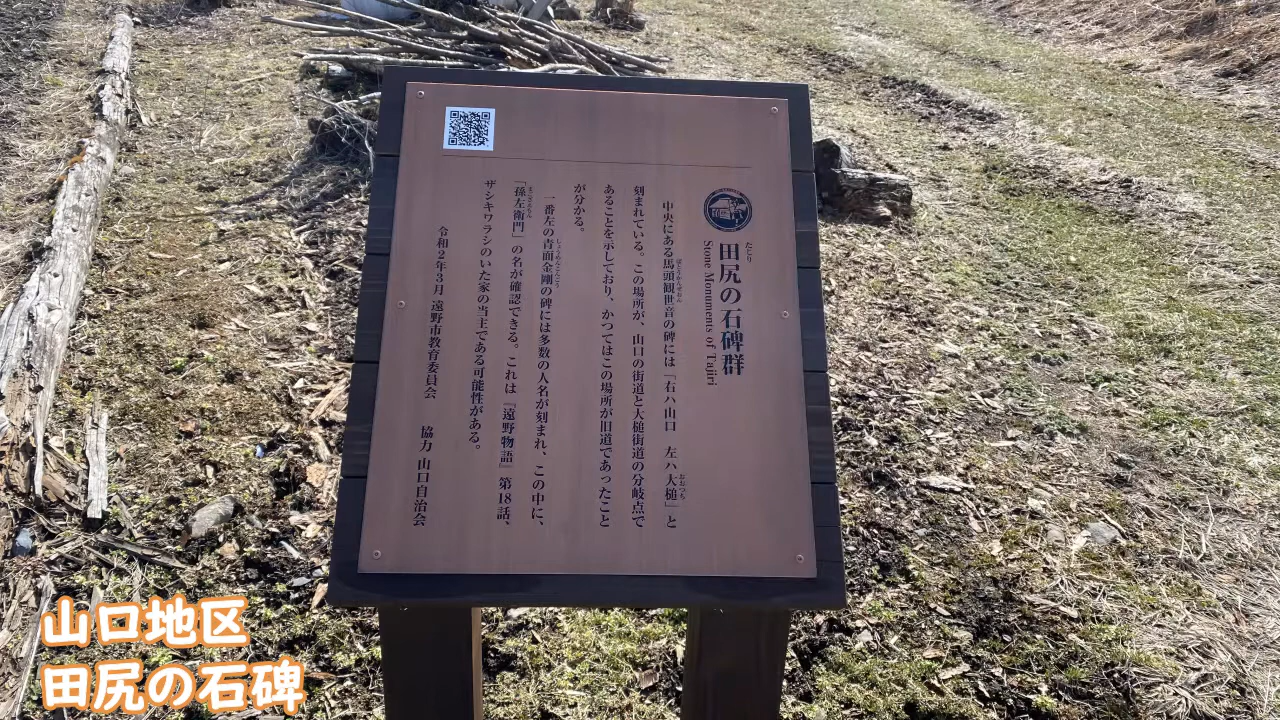 田尻の石碑群
たじり
Stone Monuments of Tajiri
中央にある馬頭観世音の碑には「右ハ山口　左ハ大槌」と
刻まれている。この場所が、山口の街道と大槌街道の分岐点で
あることを示しており、かつてはこの場所が旧道であったこと
が分かる。
一番左の青面金剛の碑には多数の人名が刻まれ、この中に、
「孫左衛門」の名が確認できる。これは『遠野物語』第18話、
ザシキワラシのいた家の当主である可能性がある。
令和2年3月 遠野市教育委員会　協力 山口自治会
山口地区
田尻の石碑